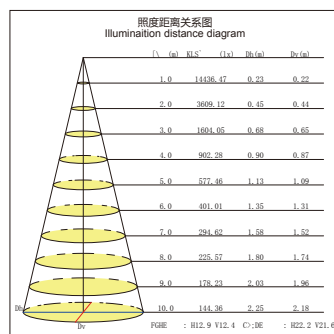 照度距离关系图
Illuminaition distance diagram
[\ (m) KLS` (lx) Dh(m) Dv(m)
1.0 14436.47 0.23 0.22
2.0 3609.12 0.45 0.44
3.0 1604.05 0.68 0.65
4.0 902.28 0.90 0.87
5.0 577.46 1.13 1.09
6.0 401.01 1.35 1.31
7.0 294.62 1.58 1.52
8.0 225.57 1.80 1.74
9.0 178.23 2.03 1.96
Dh 10.0 144.36 2.25 2.18
Dv FGHE : H12.9 V12.4 C>;DE : H22.2 V21.6